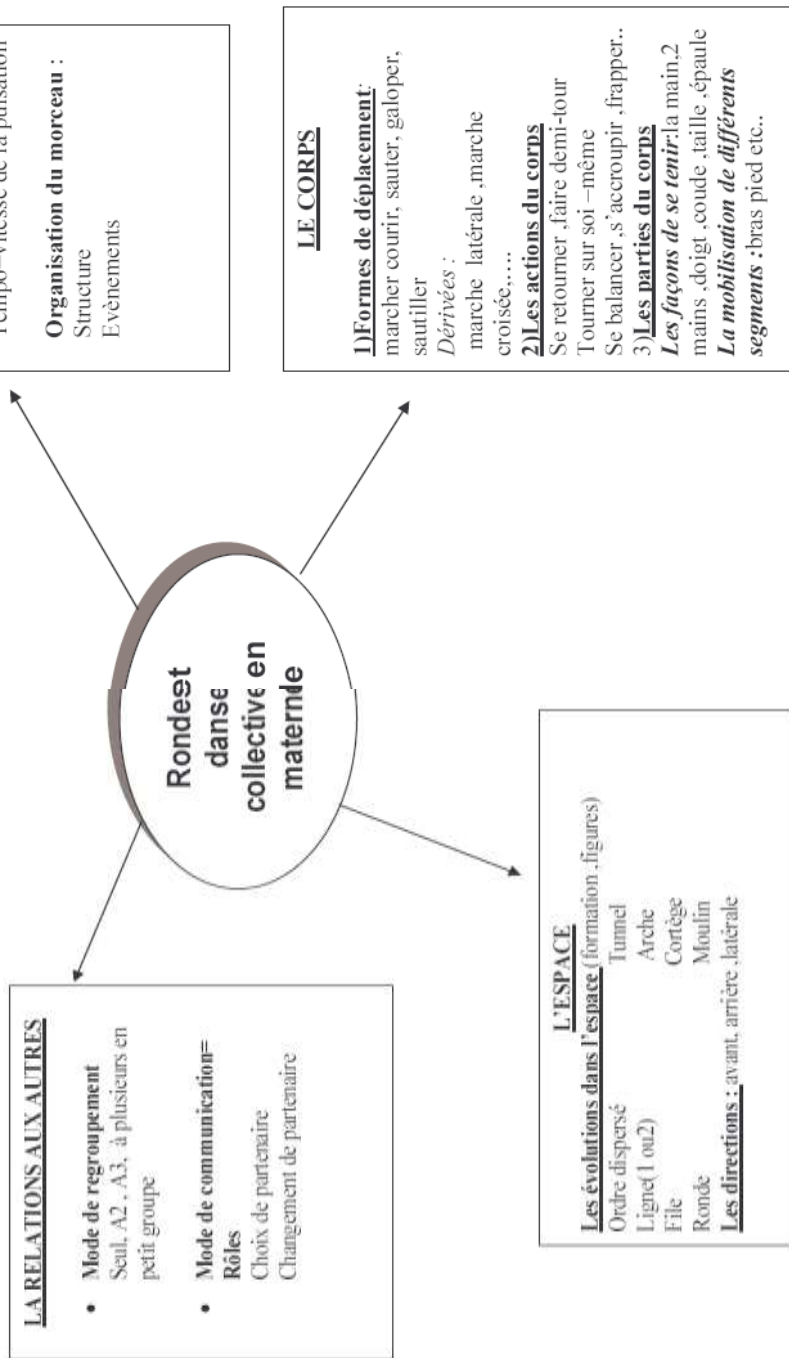 LA RELATIONS AUX AUTRES
• Mode de regroupement
Seul, A2 , A3, à plusieurs en
petit groupe
• Mode de communication=
Rôles
Choix de partenaire
Changement de partenaire
Tempo=vitesse de la pulsation
Organisation du morceau :
Structure
Evènements
Rondest
danse
collective en
maternde
L'ESPACE
Les évolutions dans l'espace (formation ,figures)
Ordre dispersé Tunnel
Ligne(1 ou2) Arche
File Cortège
Ronde Moulin
Les directions : avant, arrière ,latérale
LE CORPS
1)Formes de déplacement:
marcher courir, sauter, galoper,
sautiller
Dérivées :
marche latérale ,marche
croisée,....
2)Les actions du corps
Se retourner ,faire demi-tour
Tourner sur soi –même
Se balancer ,s'accroupir ,frapper..
3)Les parties du corps
Les façons de se tenir:la main,2
mains ,doigt ,coude ,taille ,épaule
La mobilisation de différents
segments :bras pied etc..